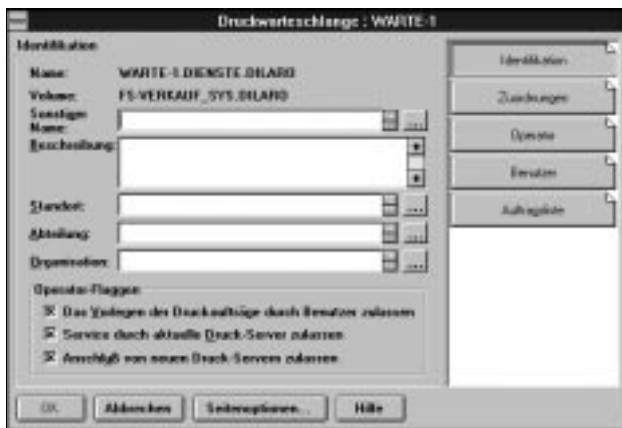 Druckwarteschlange : WARTE-1
Identifikation
Name: WARTE-1.DIENSTE.DILARO
Volume: FS-VERKAUF_SYS.DILARO
Sonstiger Name:
Beschreibung:
Standort:
Abteilung:
Organisation:
Operator-Flaggen
Das Vorlegen der Druckaufträge durch Benutzer zulassen
Service durch aktuelle Druck-Server zulassen
Anschluß von neuen Druck-Servern zulassen
OK Abbrechen Seitenoptionen... Hilfe
Identifikation
Zuordnungen
Operator
Benutzer
Auftragsliste